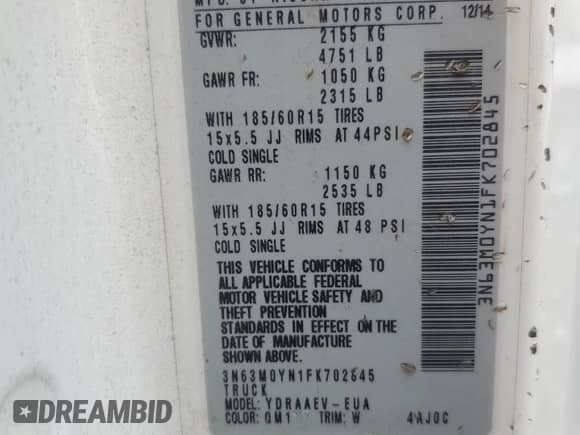 FOR GENERAL MOTORS CORP. 12/14
GVWR: 2155 KG
4751 LB
GAWR FR: 1050 KG
2315 LB
WITH 185/60R15 TIRES
15x5.5 JJ RIMS AT 44PSI
COLD SINGLE
GAWR RR: 1150 KG
2535 LB
WITH 185/60R15 TIRES
15x5.5 JJ RIMS AT 48 PSI
COLD SINGLE
THIS VEHICLE CONFORMS TO
ALL APPLICABLE FEDERAL
MOTOR VEHICLE SAFETY AND
THEFT PREVENTION
STANDARDS IN EFFECT ON THE
DATE OF MANUFACTURE
SHOWN ABOVE.
3N63M0YN1FK702845
TRUCK
MODEL: YDRAAEV-EUA
COLOR: QM1 TRIM: W 4AJ0C
3N63M0YN1FK702845
DREAMBID